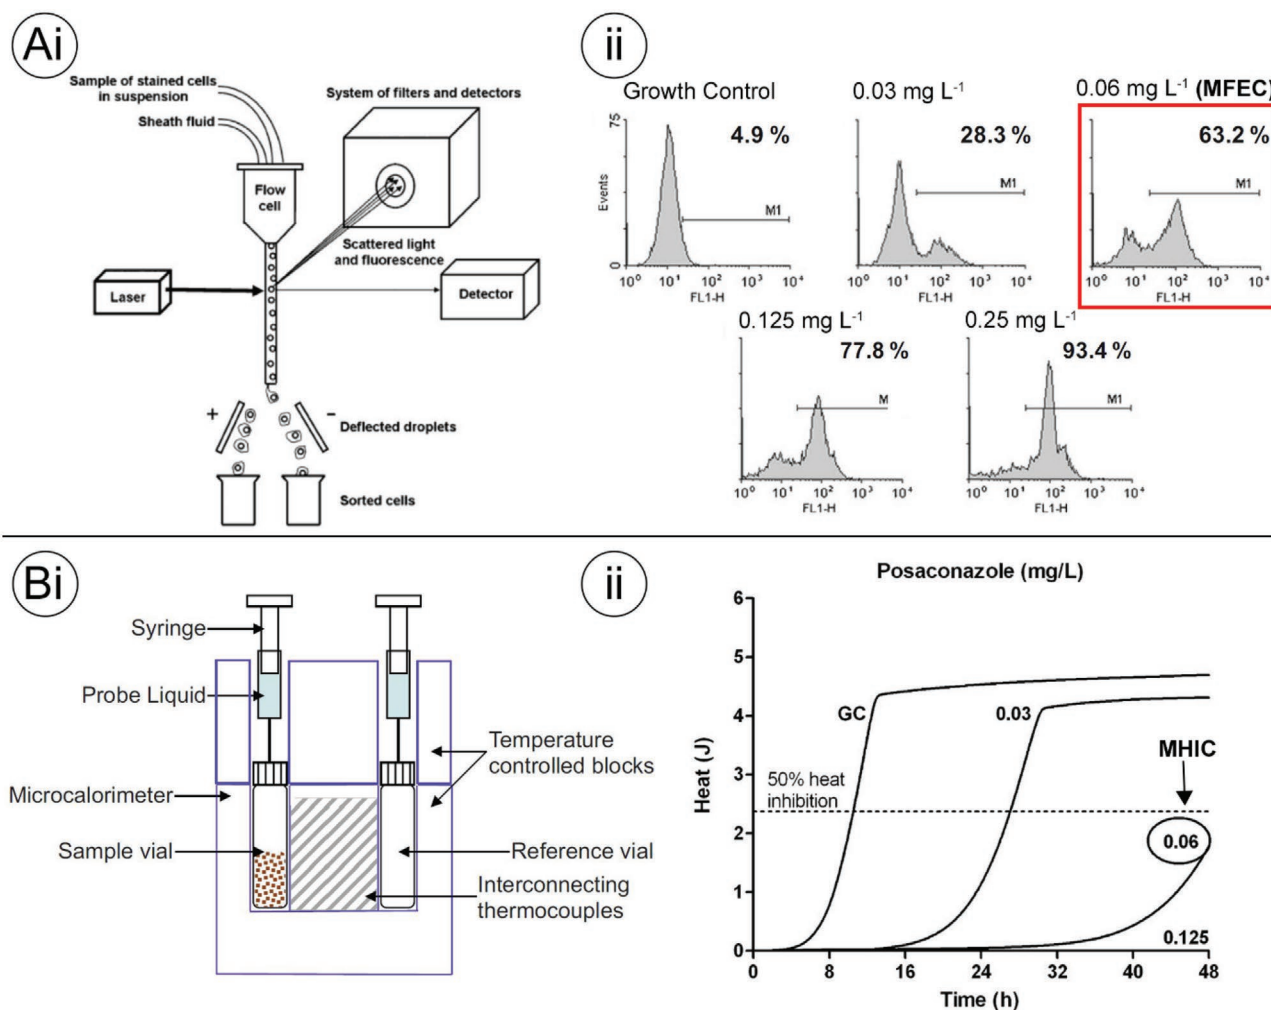 Ai
Sample of stained cells
in suspension
Sheath fluid
Flow
cell
System of filters and detectors
Scattered light
and fluorescence
Laser
Detector
+
−
Deflected droplets
Sorted cells
ii
Growth Control
4.9 %
75
Events
0
M1
10⁰ 10¹ 10² 10³ 10⁴
FL1-H
0.03 mg L⁻¹
28.3 %
M1
10⁰ 10¹ 10² 10³ 10⁴
FL1-H
0.06 mg L⁻¹ (MFEC)
63.2 %
M1
10⁰ 10¹ 10² 10³ 10⁴
FL1-H
0.125 mg L⁻¹
77.8 %
M
10⁰ 10¹ 10² 10³ 10⁴
FL1-H
0.25 mg L⁻¹
93.4 %
M1
10⁰ 10¹ 10² 10³ 10⁴
FL1-H
Bi
Syringe
Probe Liquid
Temperature
controlled blocks
Microcalorimeter
Sample vial
Reference vial
Interconnecting
thermocouples
ii
Posaconazole (mg/L)
Heat (J)
6
5
4
3
2
1
0
GC
0.03
MHIC
50% heat
inhibition
0.06
0.125
0 8 16 24 32 40 48
Time (h)